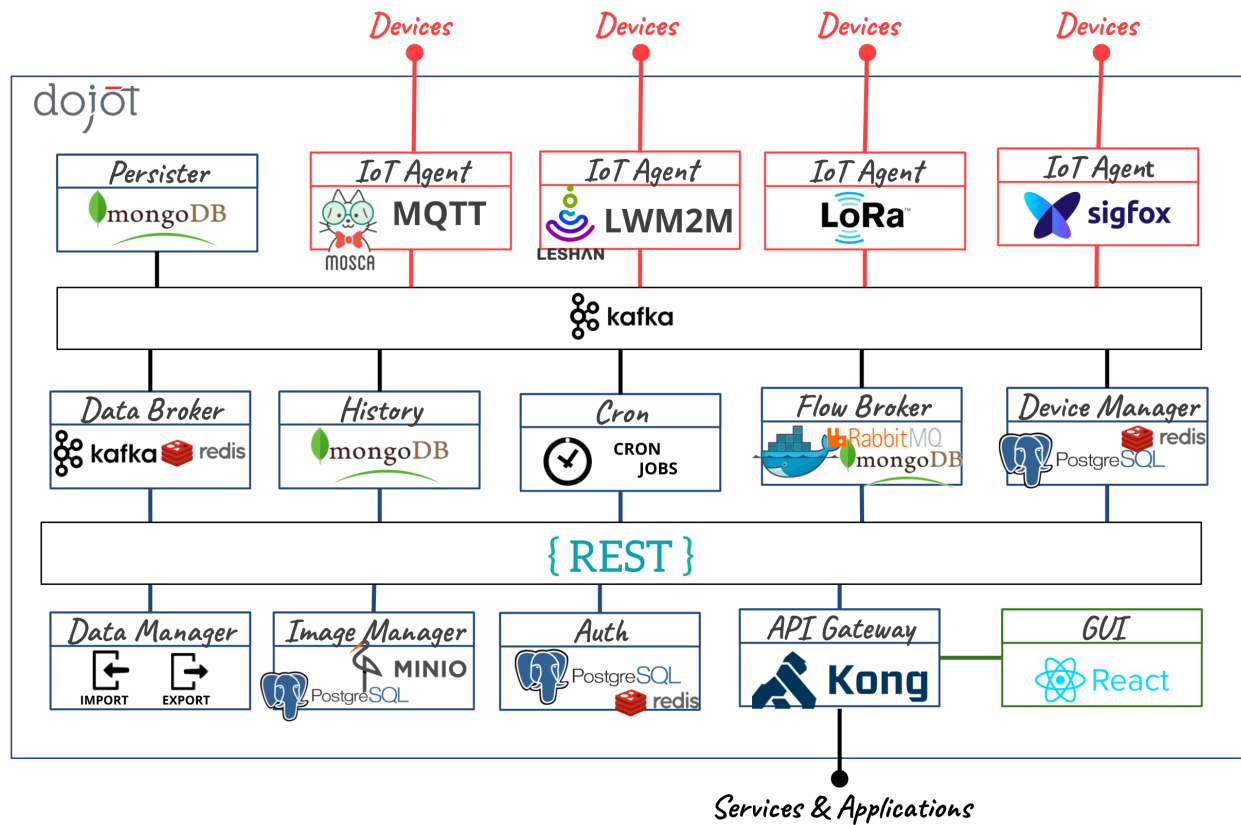 Devices Devices Devices Devices
dojot
Persister IoT Agent IoT Agent IoT Agent IoT Agent
mongoDB MQTT LWM2M LoRa™ sigfox
MOSCA LESHAN
kafka
Data Broker History Cron Flow Broker Device Manager
kafka redis mongoDB CRON JOBS RabbitMQ mongoDB redis PostgreSQL
{ REST }
Data Manager Image Manager Auth API Gateway GUI
IMPORT EXPORT MINIO PostgreSQL PostgreSQL redis Kong React
Services & Applications